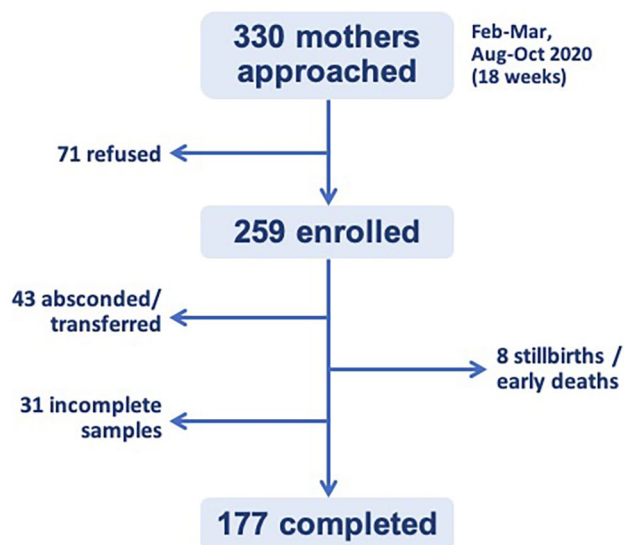 330 mothers
approached
Feb-Mar,
Aug-Oct 2020
(18 weeks)
71 refused
259 enrolled
43 absconded/
transferred
8 stillbirths /
early deaths
31 incomplete
samples
177 completed